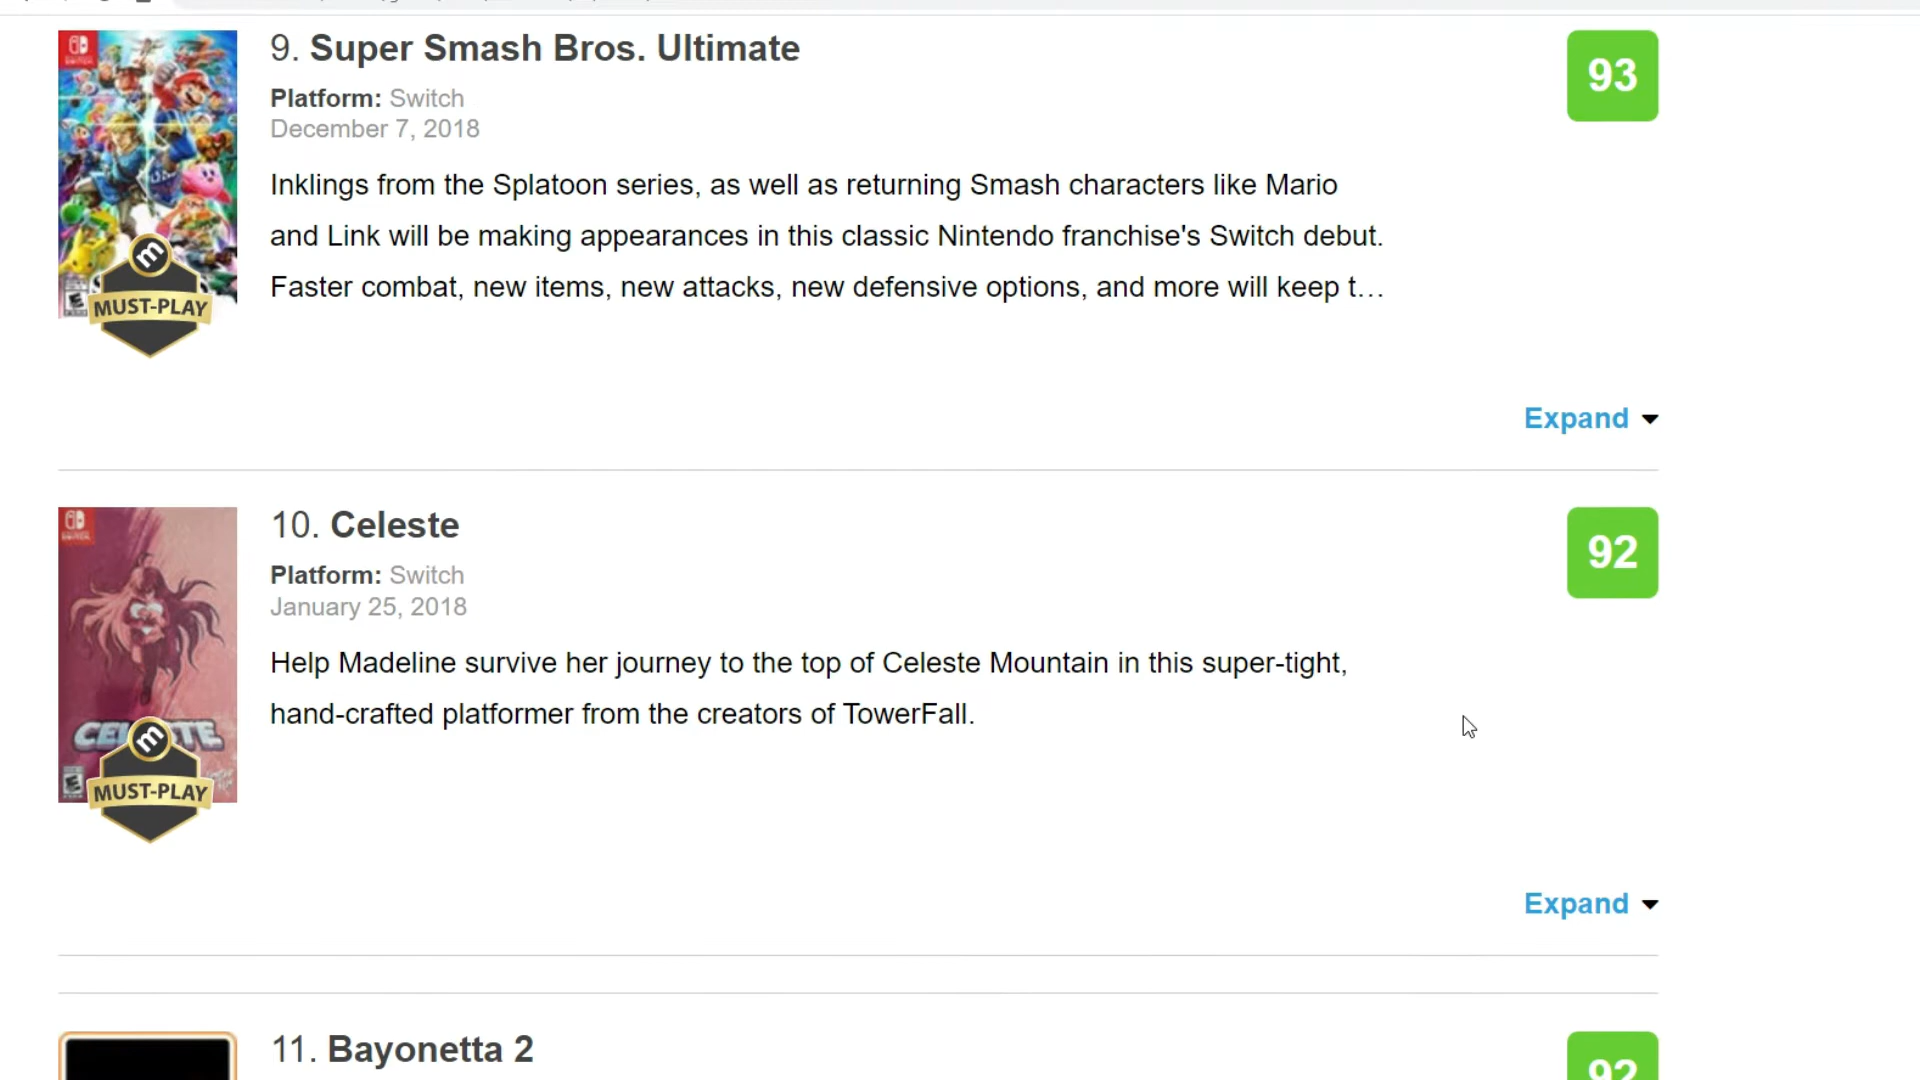 9. Super Smash Bros. Ultimate
93
Platform: Switch
December 7, 2018
Inklings from the Splatoon series, as well as returning Smash characters like Mario
and Link will be making appearances in this classic Nintendo franchise's Switch debut.
Faster combat, new items, new attacks, new defensive options, and more will keep t…
MUST-PLAY
Expand
10. Celeste
92
Platform: Switch
January 25, 2018
Help Madeline survive her journey to the top of Celeste Mountain in this super-tight,
hand-crafted platformer from the creators of TowerFall.
MUST-PLAY
Expand
11. Bayonetta 2
92